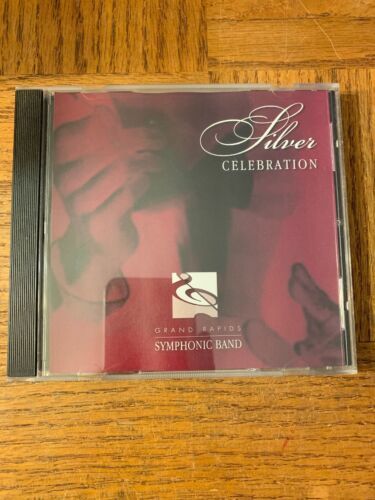 Silver
CELEBRATION
GRAND RAPIDS
SYMPHONIC BAND